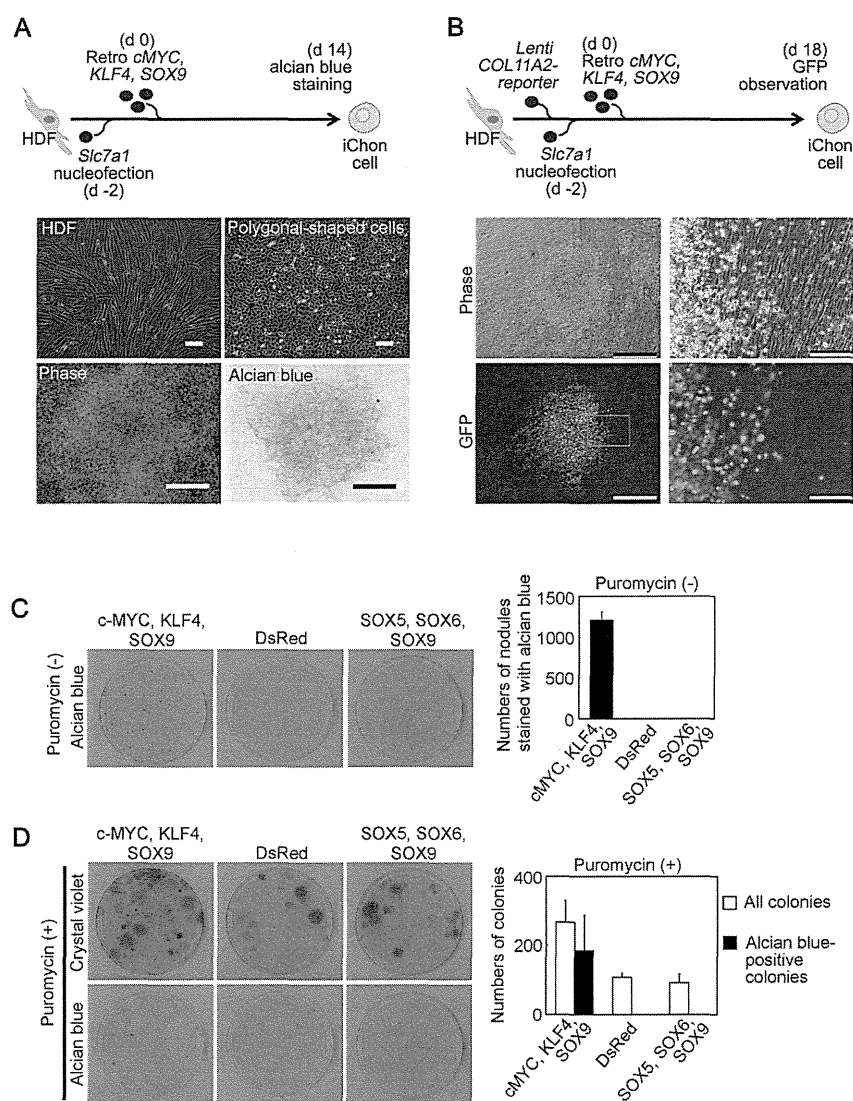 A
(d 0)
Retro cMYC,
KLF4, SOX9
(d 14)
alcian blue
staining
HDF
Slc7a1
nucleofection
(d -2)
iChon
cell
HDF
Polygonal-shaped cells
Phase
Alcian blue
B
Lenti
COL11A2-
reporter
(d 0)
Retro cMYC,
KLF4, SOX9
(d 18)
GFP
observation
HDF
Slc7a1
nucleofection
(d -2)
iChon
cell
Phase
GFP
C
c-MYC, KLF4,
SOX9
DsRed
SOX5, SOX6,
SOX9
Puromycin (-)
Alcian blue
Puromycin (-)
Numbers of nodules
stained with alcian blue
1500
1000
500
0
cMYC, KLF4,
SOX9
DsRed
SOX5, SOX6,
SOX9
D
c-MYC, KLF4,
SOX9
DsRed
SOX5, SOX6,
SOX9
Puromycin (+)
Crystal violet
Alcian blue
Puromycin (+)
Numbers of colonies
400
200
0
cMYC, KLF4,
SOX9
DsRed
SOX5, SOX6,
SOX9
All colonies
Alcian blue-
positive
colonies